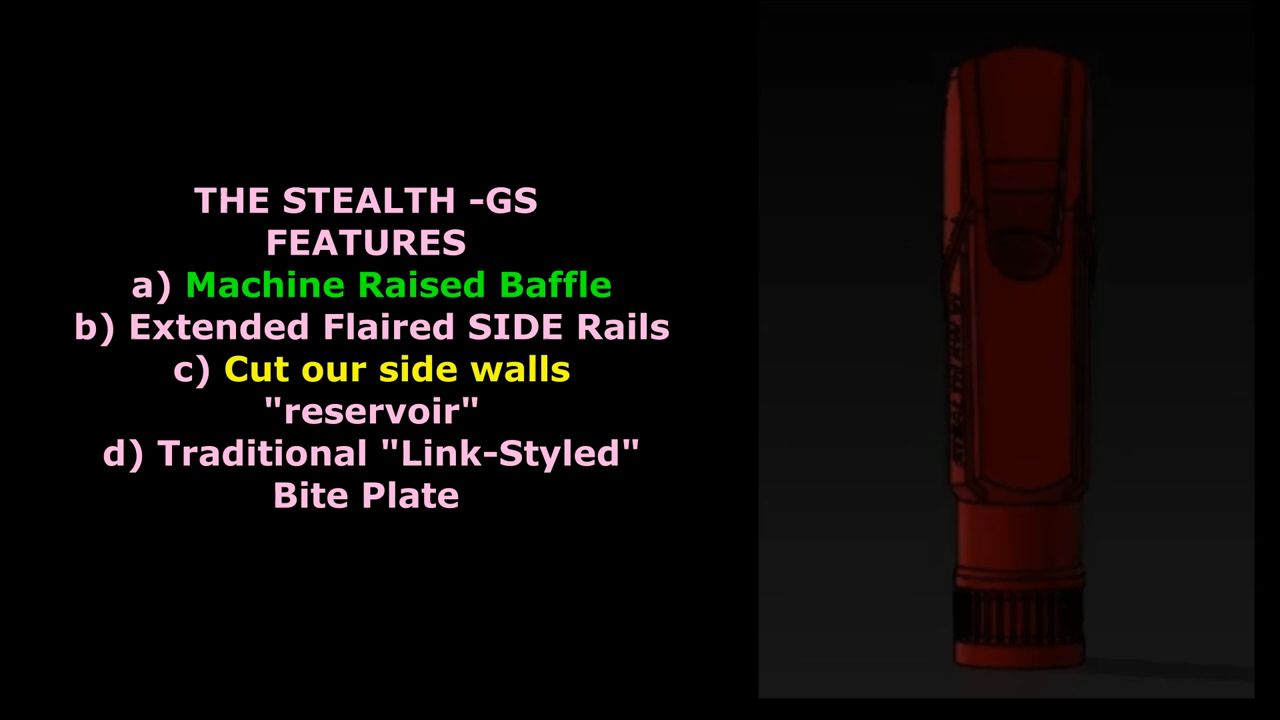 THE STEALTH -GS
FEATURES
a) Machine Raised Baffle
b) Extended Flaired SIDE Rails
c) Cut our side walls
"reservoir"
d) Traditional "Link-Styled"
Bite Plate